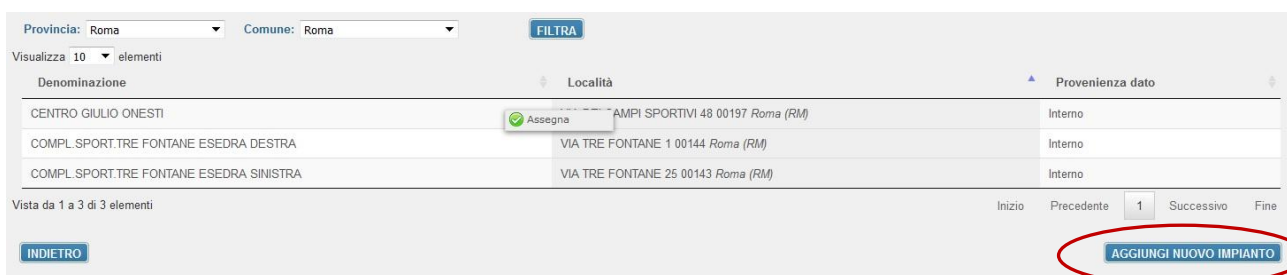 Provincia: Roma Comune: Roma FILTRA
Visualizza 10 elementi
Denominazione Località Provenienza dato
CENTRO GIULIO ONESTI Assegna CAMPI SPORTIVI 48 00197 Roma (RM) Interno
COMPL.SPORT.TRE FONTANE ESEDRA DESTRA VIA TRE FONTANE 1 00144 Roma (RM) Interno
COMPL.SPORT.TRE FONTANE ESEDRA SINISTRA VIA TRE FONTANE 25 00143 Roma (RM) Interno
Vista da 1 a 3 di 3 elementi Inizio Precedente 1 Successivo Fine
INDIETRO AGGIUNGI NUOVO IMPIANTO